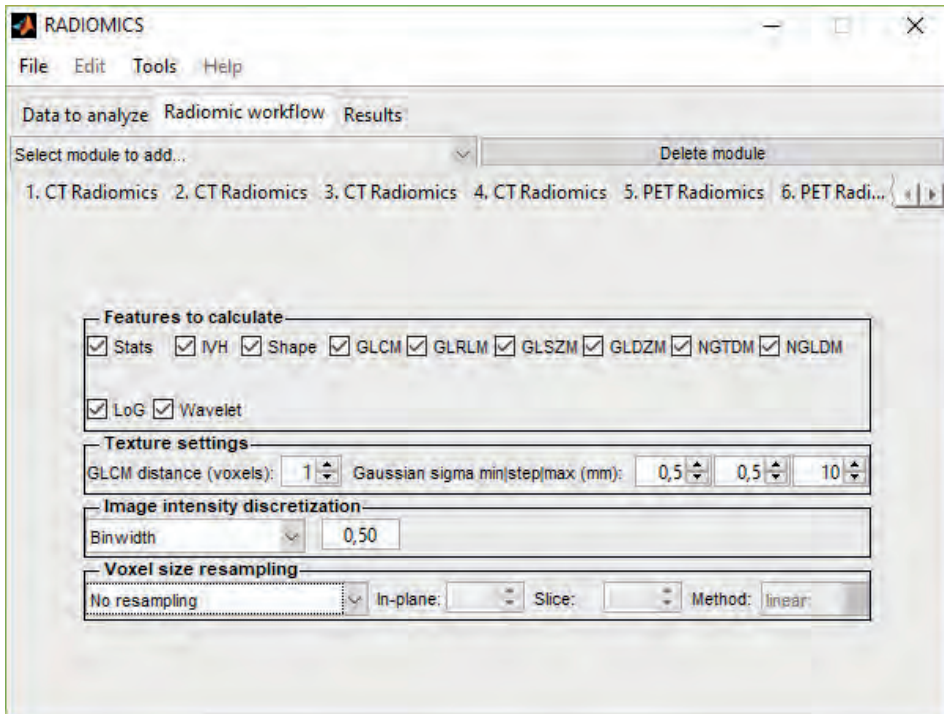 RADIOMICS
File Edit Tools Help
Data to analyze Radiomic workflow Results
Select module to add... Delete module
1. CT Radiomics 2. CT Radiomics 3. CT Radiomics 4. CT Radiomics 5. PET Radiomics 6. PET Radi...
Features to calculate
Stats IVH Shape GLCM GLRLM GLSZM GLDZM NGTDM NGLDM
LoG Wavelet
Texture settings
GLCM distance (voxels): 1 Gaussian sigma min|step|max (mm): 0,5 0,5 10
Image intensity discretization
Binwidth 0,50
Voxel size resampling
No resampling In-plane: Slice: Method: linear